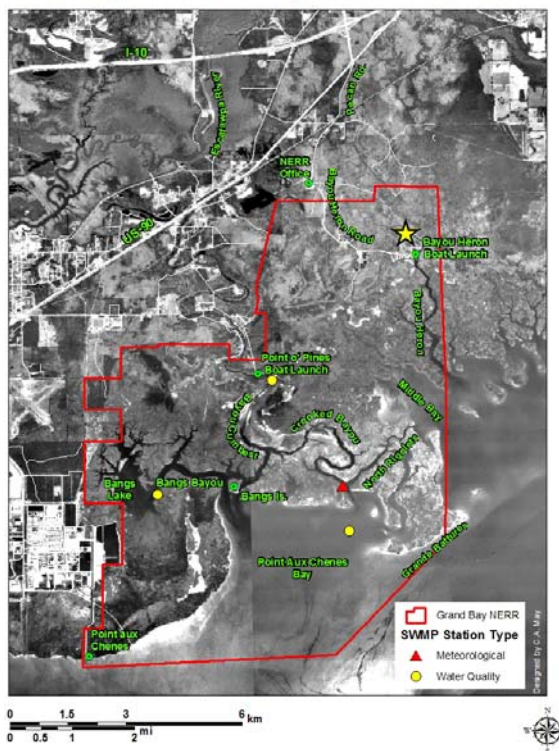 I-10
Escatawpa River
Pecan Rd.
NERR
Office
Bayou Heron Road
US-90
Bayou Heron
Boat Launch
Bayou Heron
Point o' Pines
Boat Launch
Middle Bay
Bayou
Crooked Bayou
North Rigolets
Bangs
Lake
Bangs Bayou
Bangs Is.
Grande Batture
Point Aux Chenes
Bay
Point aux
Chenes
Grand Bay NERR
SWMP Station Type
Meteorological
Water Quality
Designed by C.A. May
0 1.5 3 6 km
mi
0 0.5 1 2
N
W